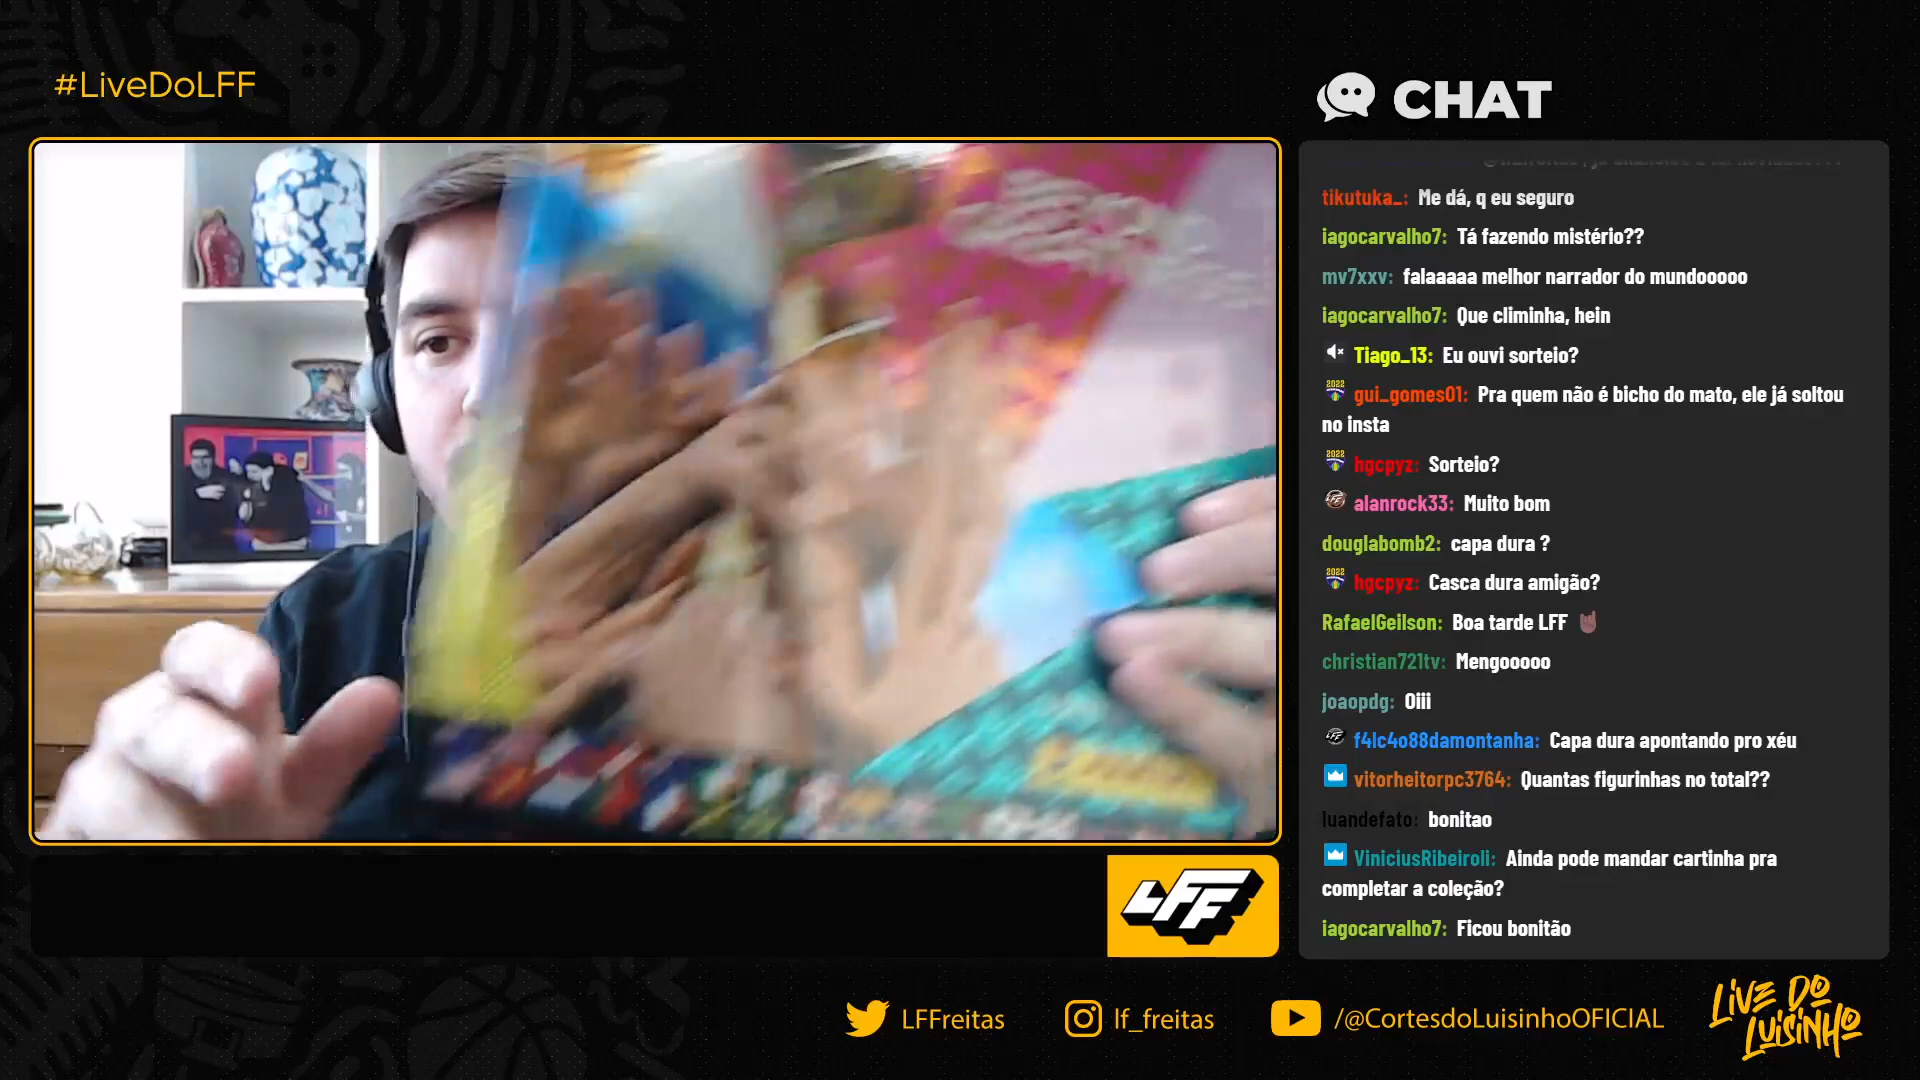 #LiveDoLFF
CHAT
tikutuka_: Me dá, q eu seguro
iagocarvalho7: Tá fazendo mistério??
mv7xxv: falaaaaa melhor narrador do mundooooo
iagocarvalho7: Que climinha, hein
Tiago_13: Eu ouvi sorteio?
gui_gomes01: Pra quem não é bicho do mato, ele já soltou
no insta
hgcpyz: Sorteio?
alanrock33: Muito bom
douglabomb2: capa dura ?
hgcpyz: Casca dura amigão?
RafaelGeilson: Boa tarde LFF
christian721tv: Mengooooo
joaopdg: Oiii
f4lc4o88damontanha: Capa dura apontando pro xéu
vitorheitorpc3764: Quantas figurinhas no total??
luandefato: bonitao
ViniciusRibeiroli: Ainda pode mandar cartinha pra
completar a coleção?
iagocarvalho7: Ficou bonitão
LFF
LFFreitas
lf_freitas
/@CortesdoLuisinhoOFICIAL
LIVE DO
LUISINHO